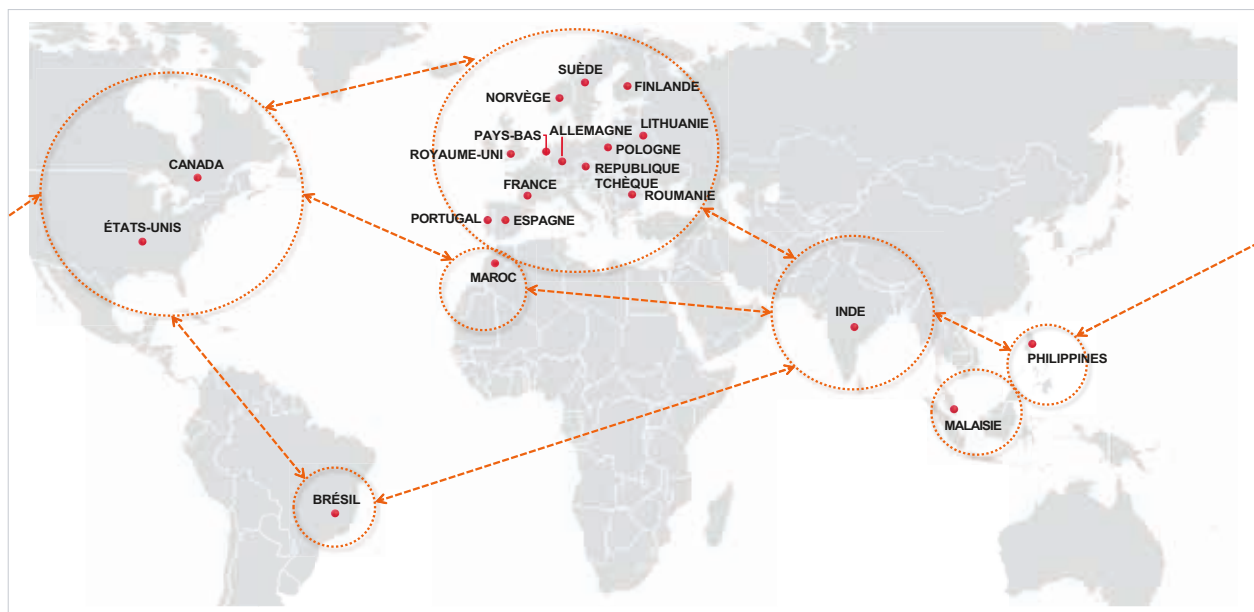 SUÈDE
FINLANDE
NORVÈGE
LITHUANIE
PAYS-BAS
ALLEMAGNE
POLOGNE
ROYAUME-UNI
REPUBLIQUE
TCHÈQUE
FRANCE
ROUMANIE
PORTUGAL
ESPAGNE
CANADA
ÉTATS-UNIS
MAROC
INDE
PHILIPPINES
MALAISIE
BRÉSIL